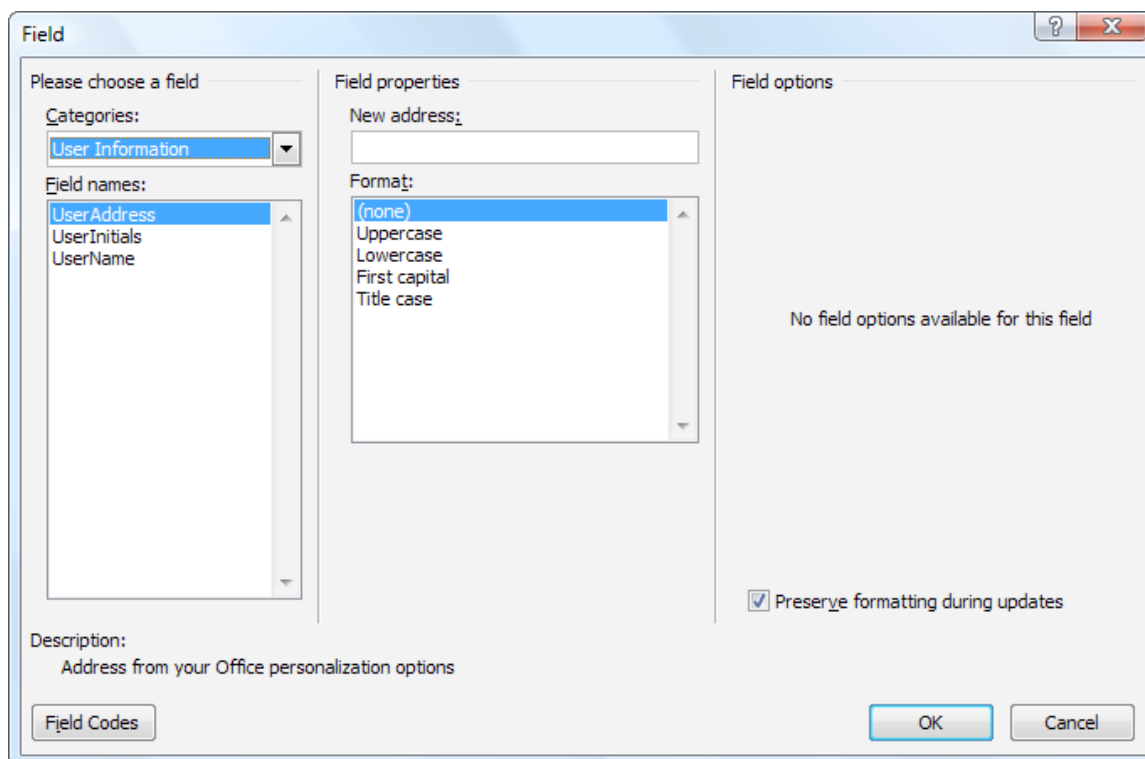 Field
Please choose a field
Categories:
User Information
Field names:
UserAddress
UserInitials
UserName
Field properties
New address:
Format:
(none)
Uppercase
Lowercase
First capital
Title case
Field options
No field options available for this field
Preserve formatting during updates
Description:
Address from your Office personalization options
Field Codes
OK
Cancel